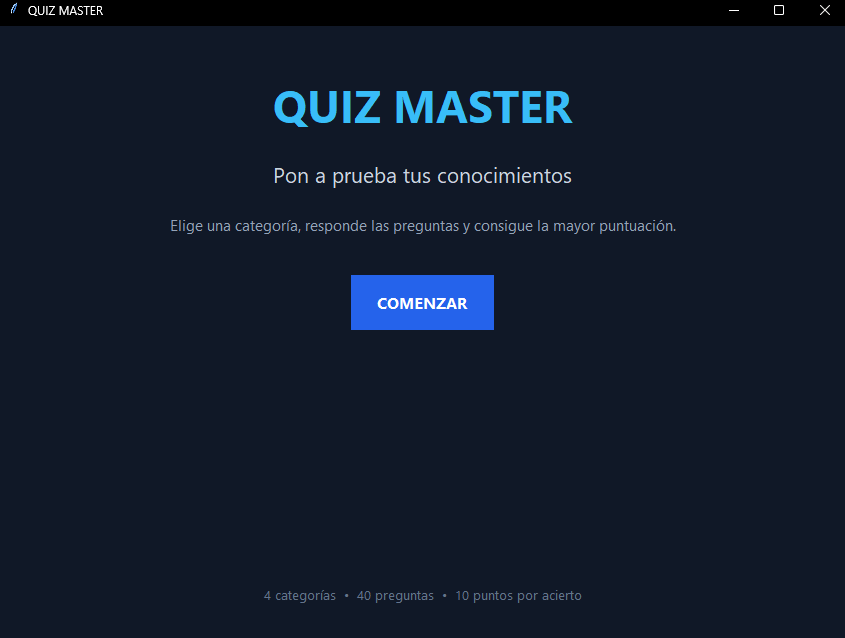 QUIZ MASTER
QUIZ MASTER
Pon a prueba tus conocimientos
Elige una categoría, responde las preguntas y consigue la mayor puntuación.
COMENZAR
4 categorías • 40 preguntas • 10 puntos por acierto